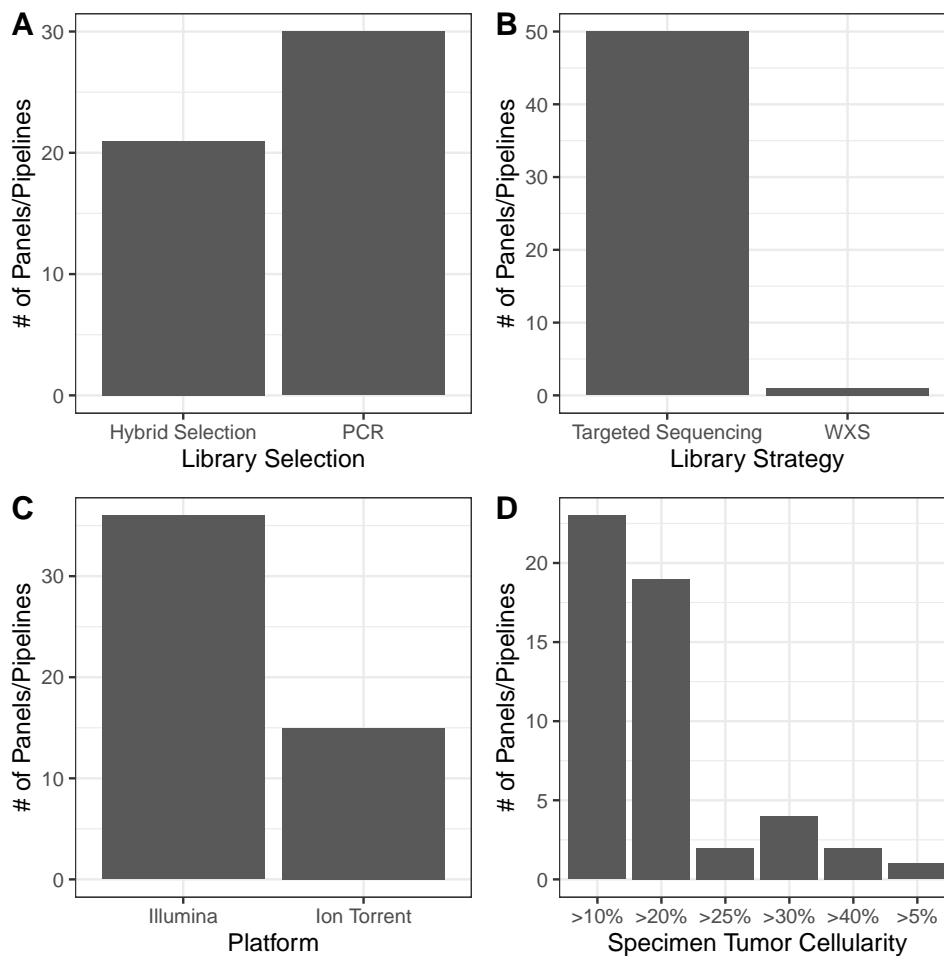 A
# of Panels/Pipelines
30
20
10
0
Hybrid Selection PCR
Library Selection
B
# of Panels/Pipelines
50
40
30
20
10
0
Targeted Sequencing WXS
Library Strategy
C
# of Panels/Pipelines
30
20
10
0
Illumina Ion Torrent
Platform
D
# of Panels/Pipelines
20
15
10
5
0
>10% >20% >25% >30% >40% >5%
Specimen Tumor Cellularity